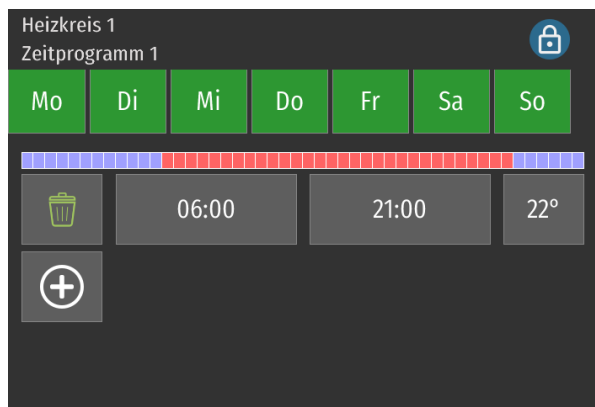 Heizkreis 1
Zeitprogramm 1
Mo Di Mi Do Fr Sa So
06:00 21:00 22°